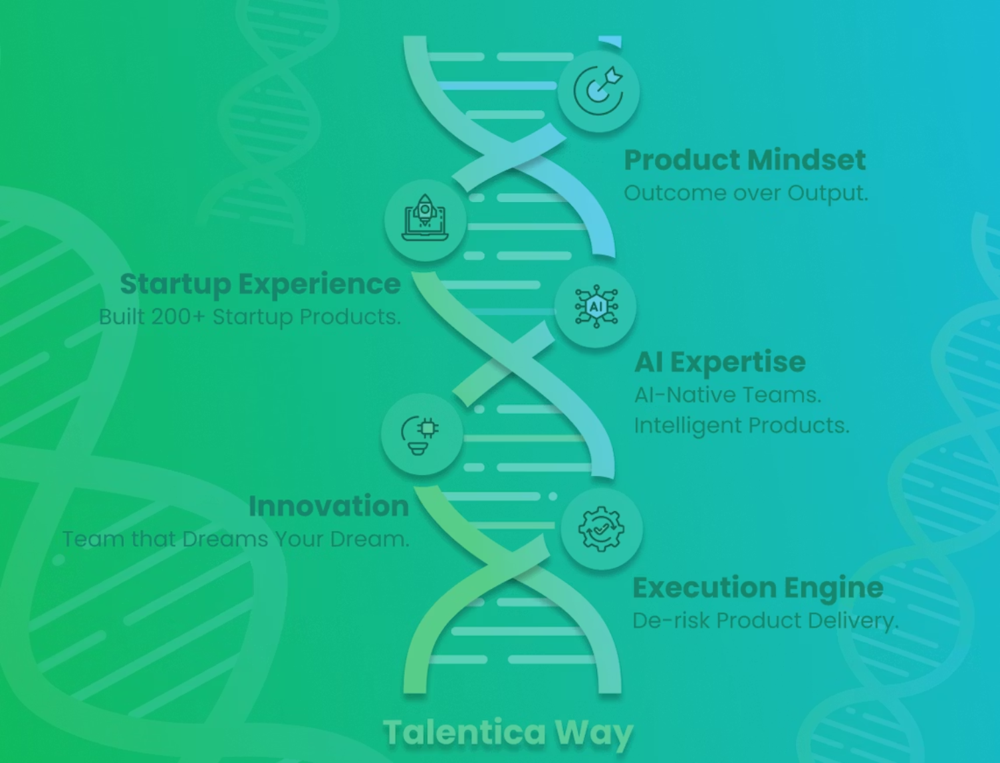 Product Mindset
Outcome over Output.
Startup Experience
Built 200+ Startup Products.
AI
AI Expertise
AI-Native Teams.
Intelligent Products.
Innovation
Team that Dreams Your Dream.
Execution Engine
De-risk Product Delivery.
Talentica Way